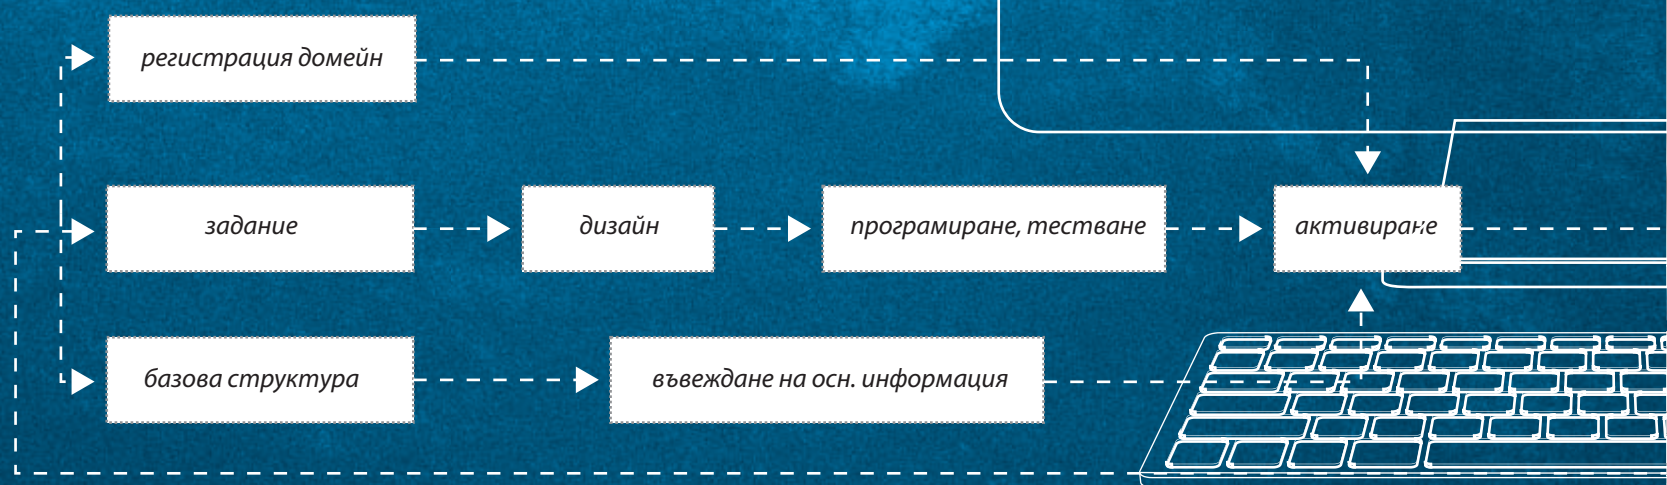 регистрация домейн
задание
дизайн
програмиране, тестване
активиране
базова структура
въвеждане на осн. информация